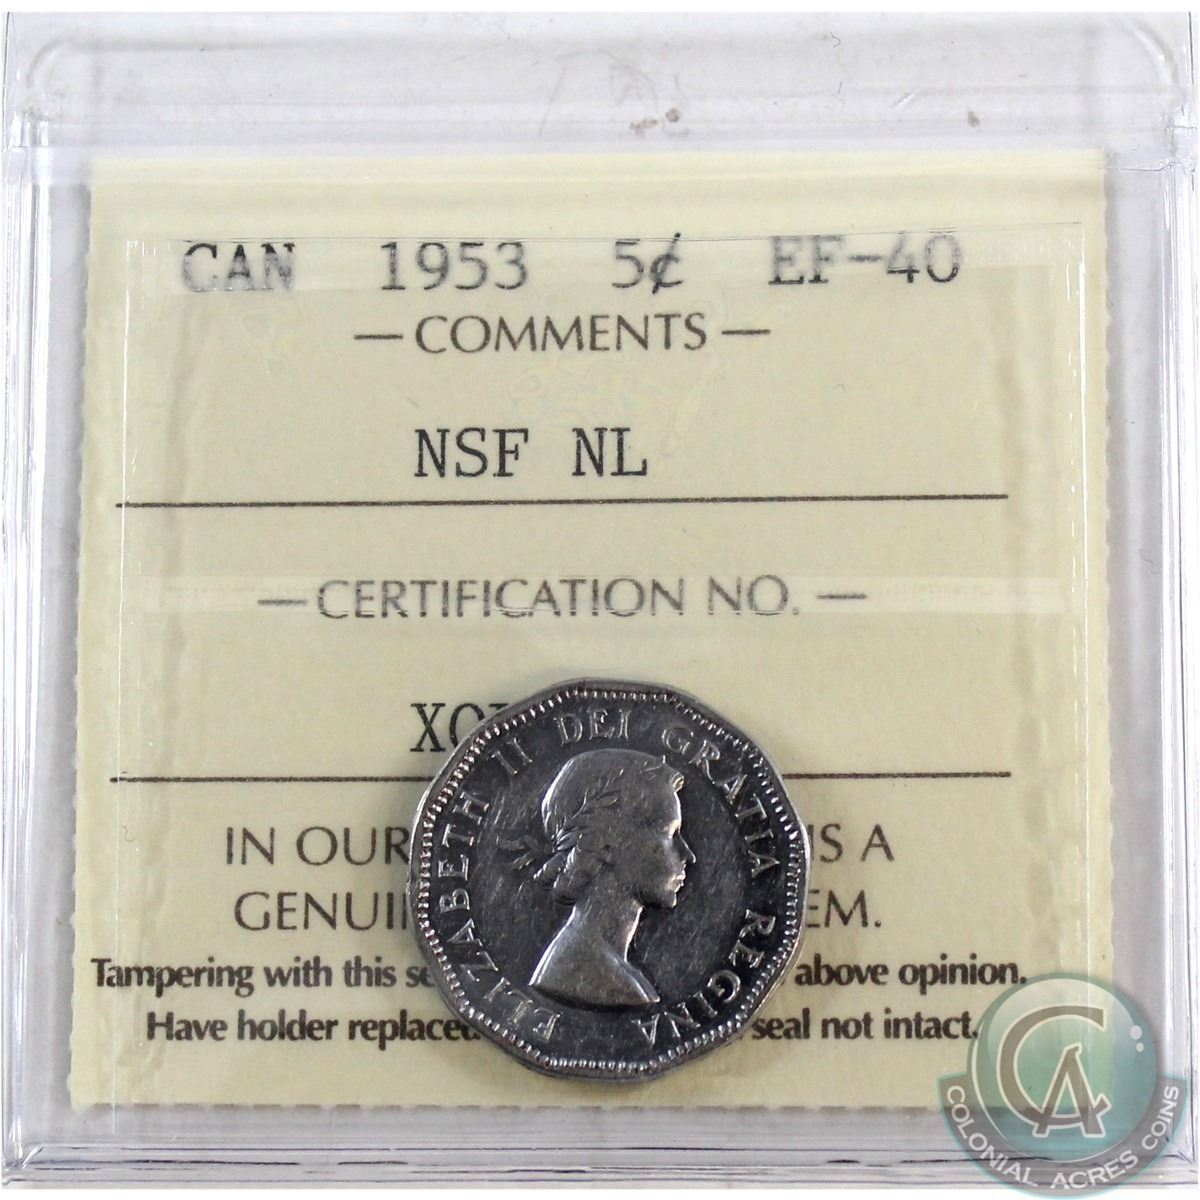 CAN 1953 5¢ EF-40
— COMMENTS —
NSF NL
— CERTIFICATION NO. —
IN OUR IS A
GENUI EM.
Tampering with this se above opinion.
Have holder replaced seal not intact.
ELIZABETH II DEI GRATIA REGINA
CA
COLONIAL ACRES COINS